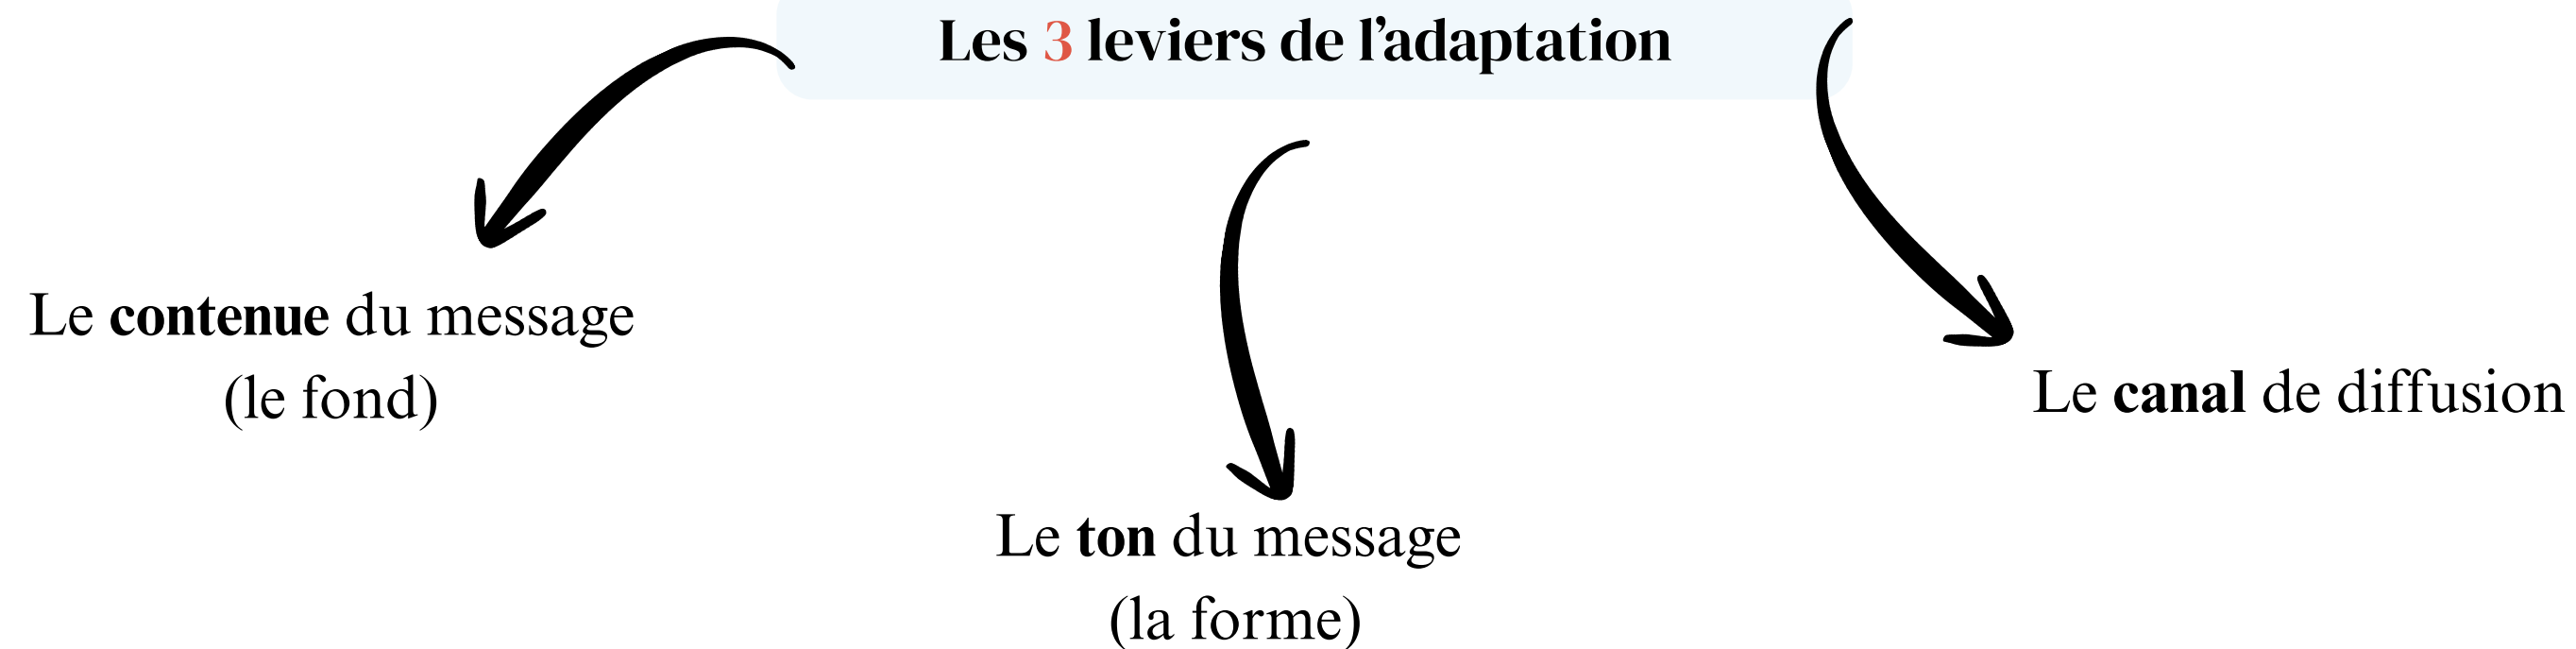 Les 3 leviers de l’adaptation
Le contenue du message
(le fond)
Le canal de diffusion
Le ton du message
(la forme)